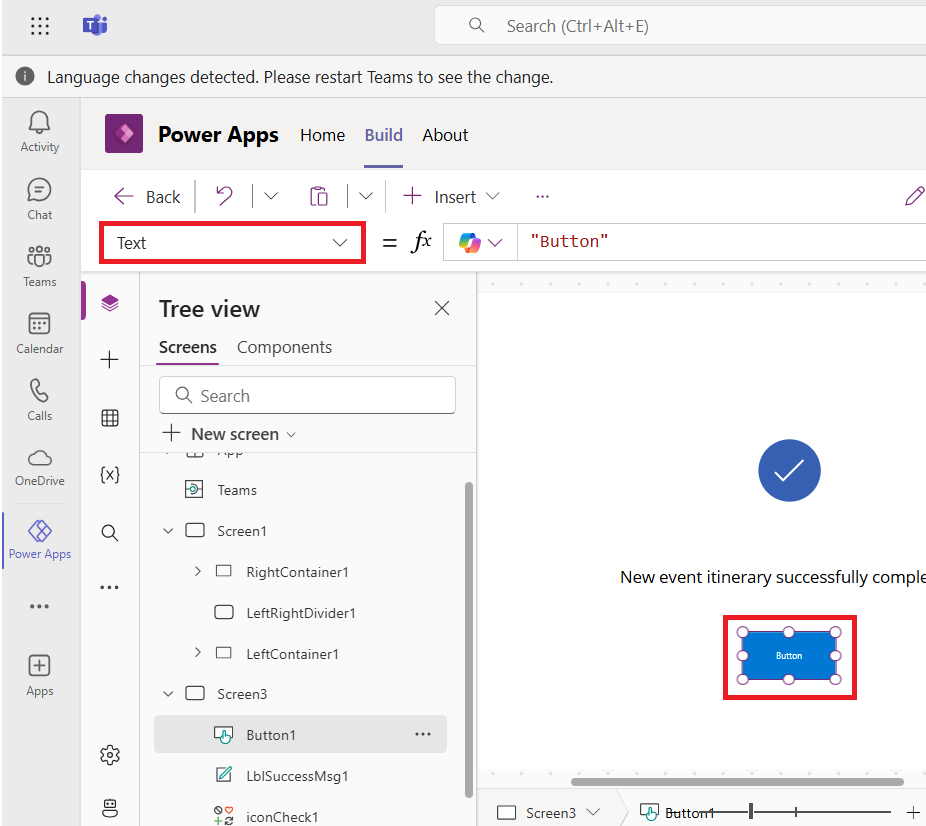 Search (Ctrl+Alt+E)
Language changes detected. Please restart Teams to see the change.
Activity
Chat
Teams
Calendar
Calls
OneDrive
Power Apps
Apps
Power Apps Home Build About
Back Insert
Text = fx "Button"
Tree view
Screens Components
Search
New screen
App
Teams
Screen1
RightContainer1
LeftRightDivider1
LeftContainer1
Screen3
Button1
LblSuccessMsg1
iconCheck1
New event itinerary successfully comple
Button
Screen3 Button1